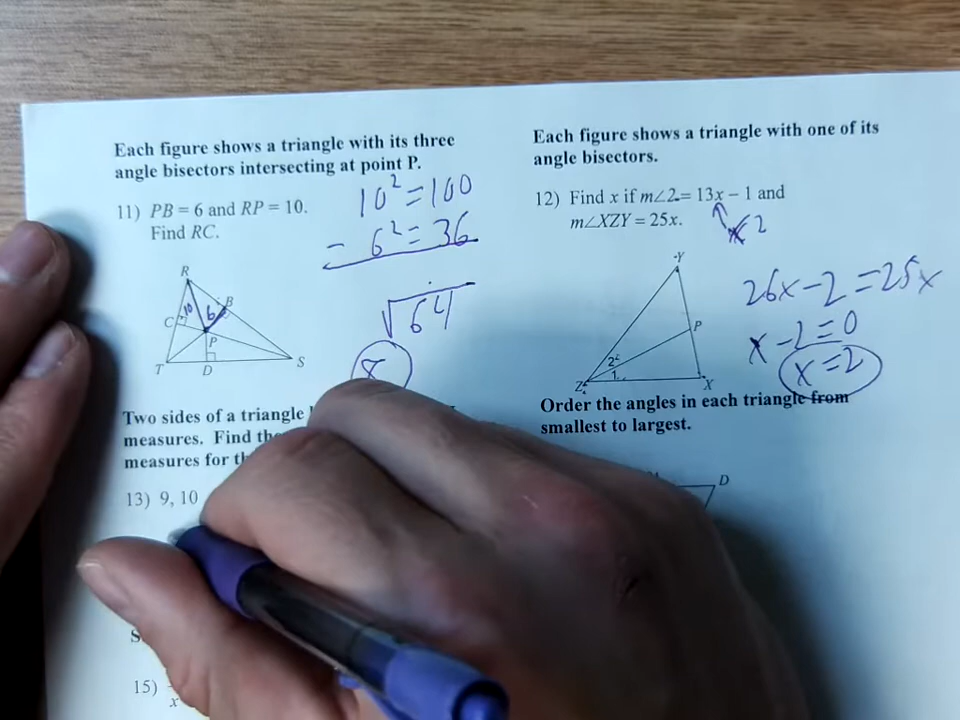 Each figure shows a triangle with its three
angle bisectors intersecting at point P.
11) PB = 6 and RP = 10.
Find RC.
10² = 100
− 6² = 36
√64
8
R
10
6
B
C
P
T
D
S
Two sides of a triangle
measures. Find the
measures for
13) 9, 10
15)
x
Each figure shows a triangle with one of its
angle bisectors.
12) Find x if m∠2 = 13x − 1 and
m∠XZY = 25x.
x 2
26x − 2 = 25x
x − 2 = 0
x = 2
Y
P
2
1
Z
X
Order the angles in each triangle from
smallest to largest.
D